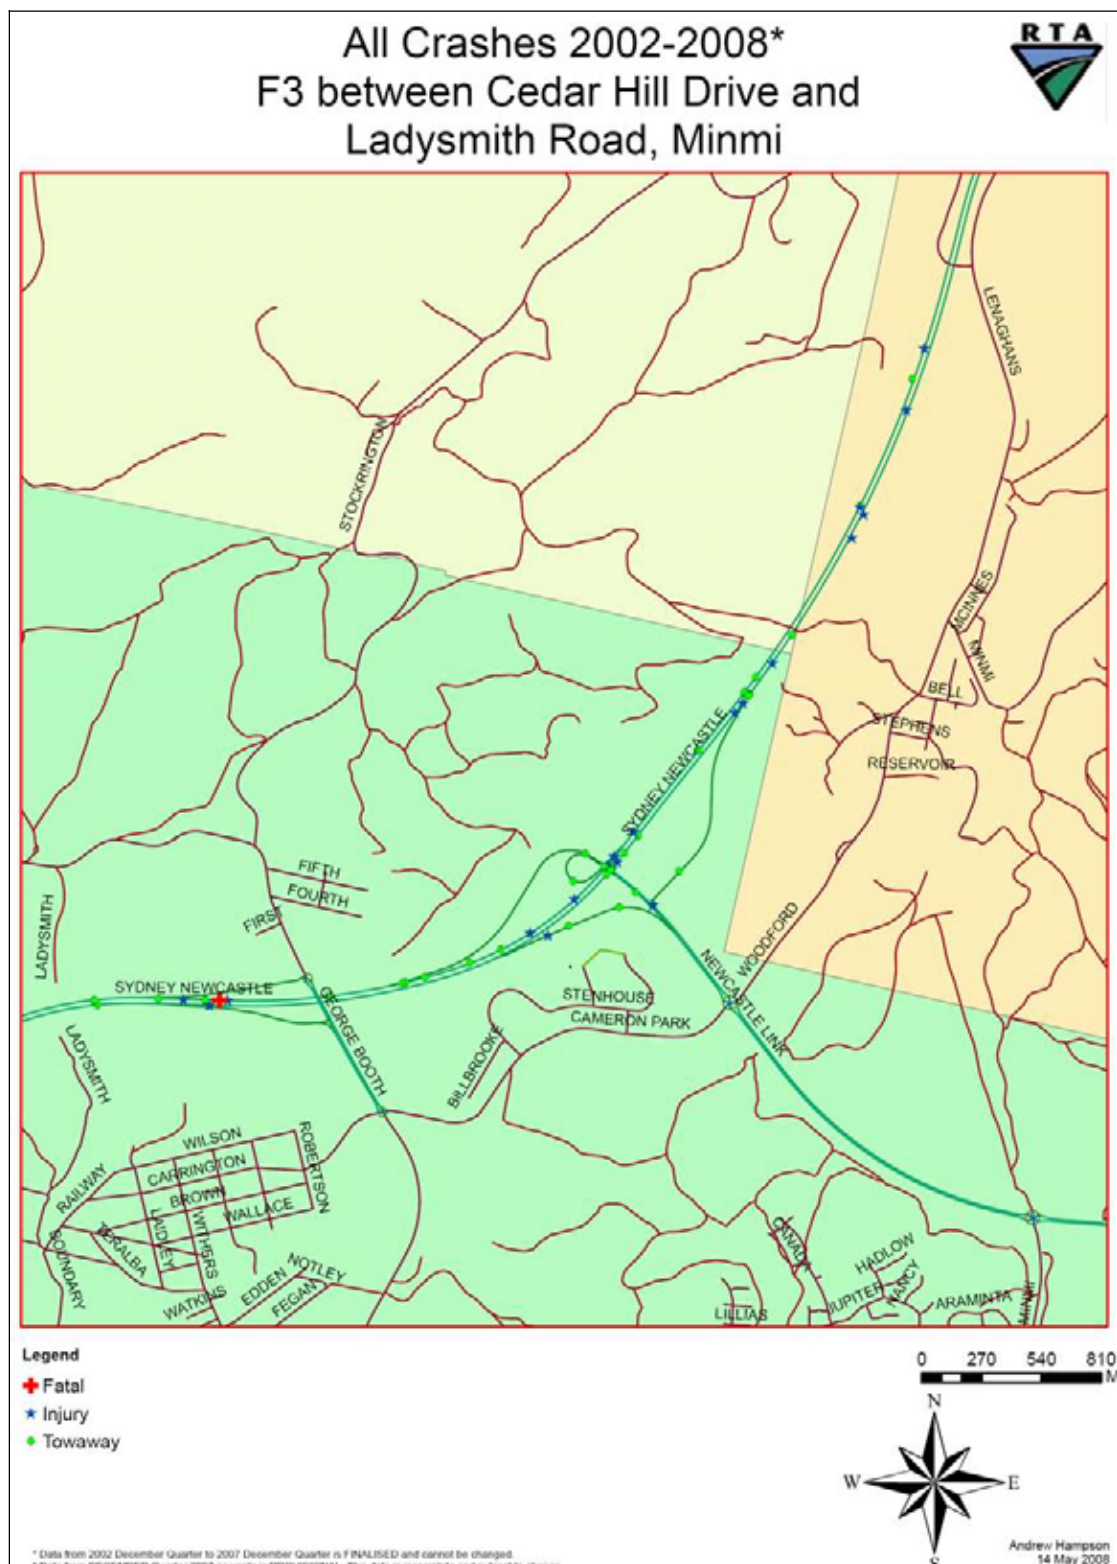 All Crashes 2002-2008*
F3 between Cedar Hill Drive and
Ladysmith Road, Minmi
RTA
LENAGHANS
STOCKRINGTON
MCINNES
MINMI
BELL
STEPHENS
RESERVOIR
SYDNEY NEWCASTLE
FIFTH
FOURTH
FIRST
LADYSMITH
WOODFORD
NEWCASTLE LINK
SYDNEY NEWCASTLE
GEORGE BOOTH
STENHOUSE
CAMERON PARK
BILLBROOKE
LADYSMITH
WILSON
ROBERTSON
CARRINGTON
RAILWAY
BROWN
WALLACE
LAIDLEY
WITHERS
TERALBA
BOUNDARY
NOTLEY
EDDEN
FEGAN
WATKINS
CANADA
HADLOW
NANCY
JUPITER
ARAMINTA
LILLIAS
MINMI
Legend
Fatal
Injury
Towaway
0 270 540 810
M
N
W E
S
* Data from 2002 December Quarter to 2007 December Quarter is FINALISED and cannot be changed.
Andrew Hampson
14 May 200